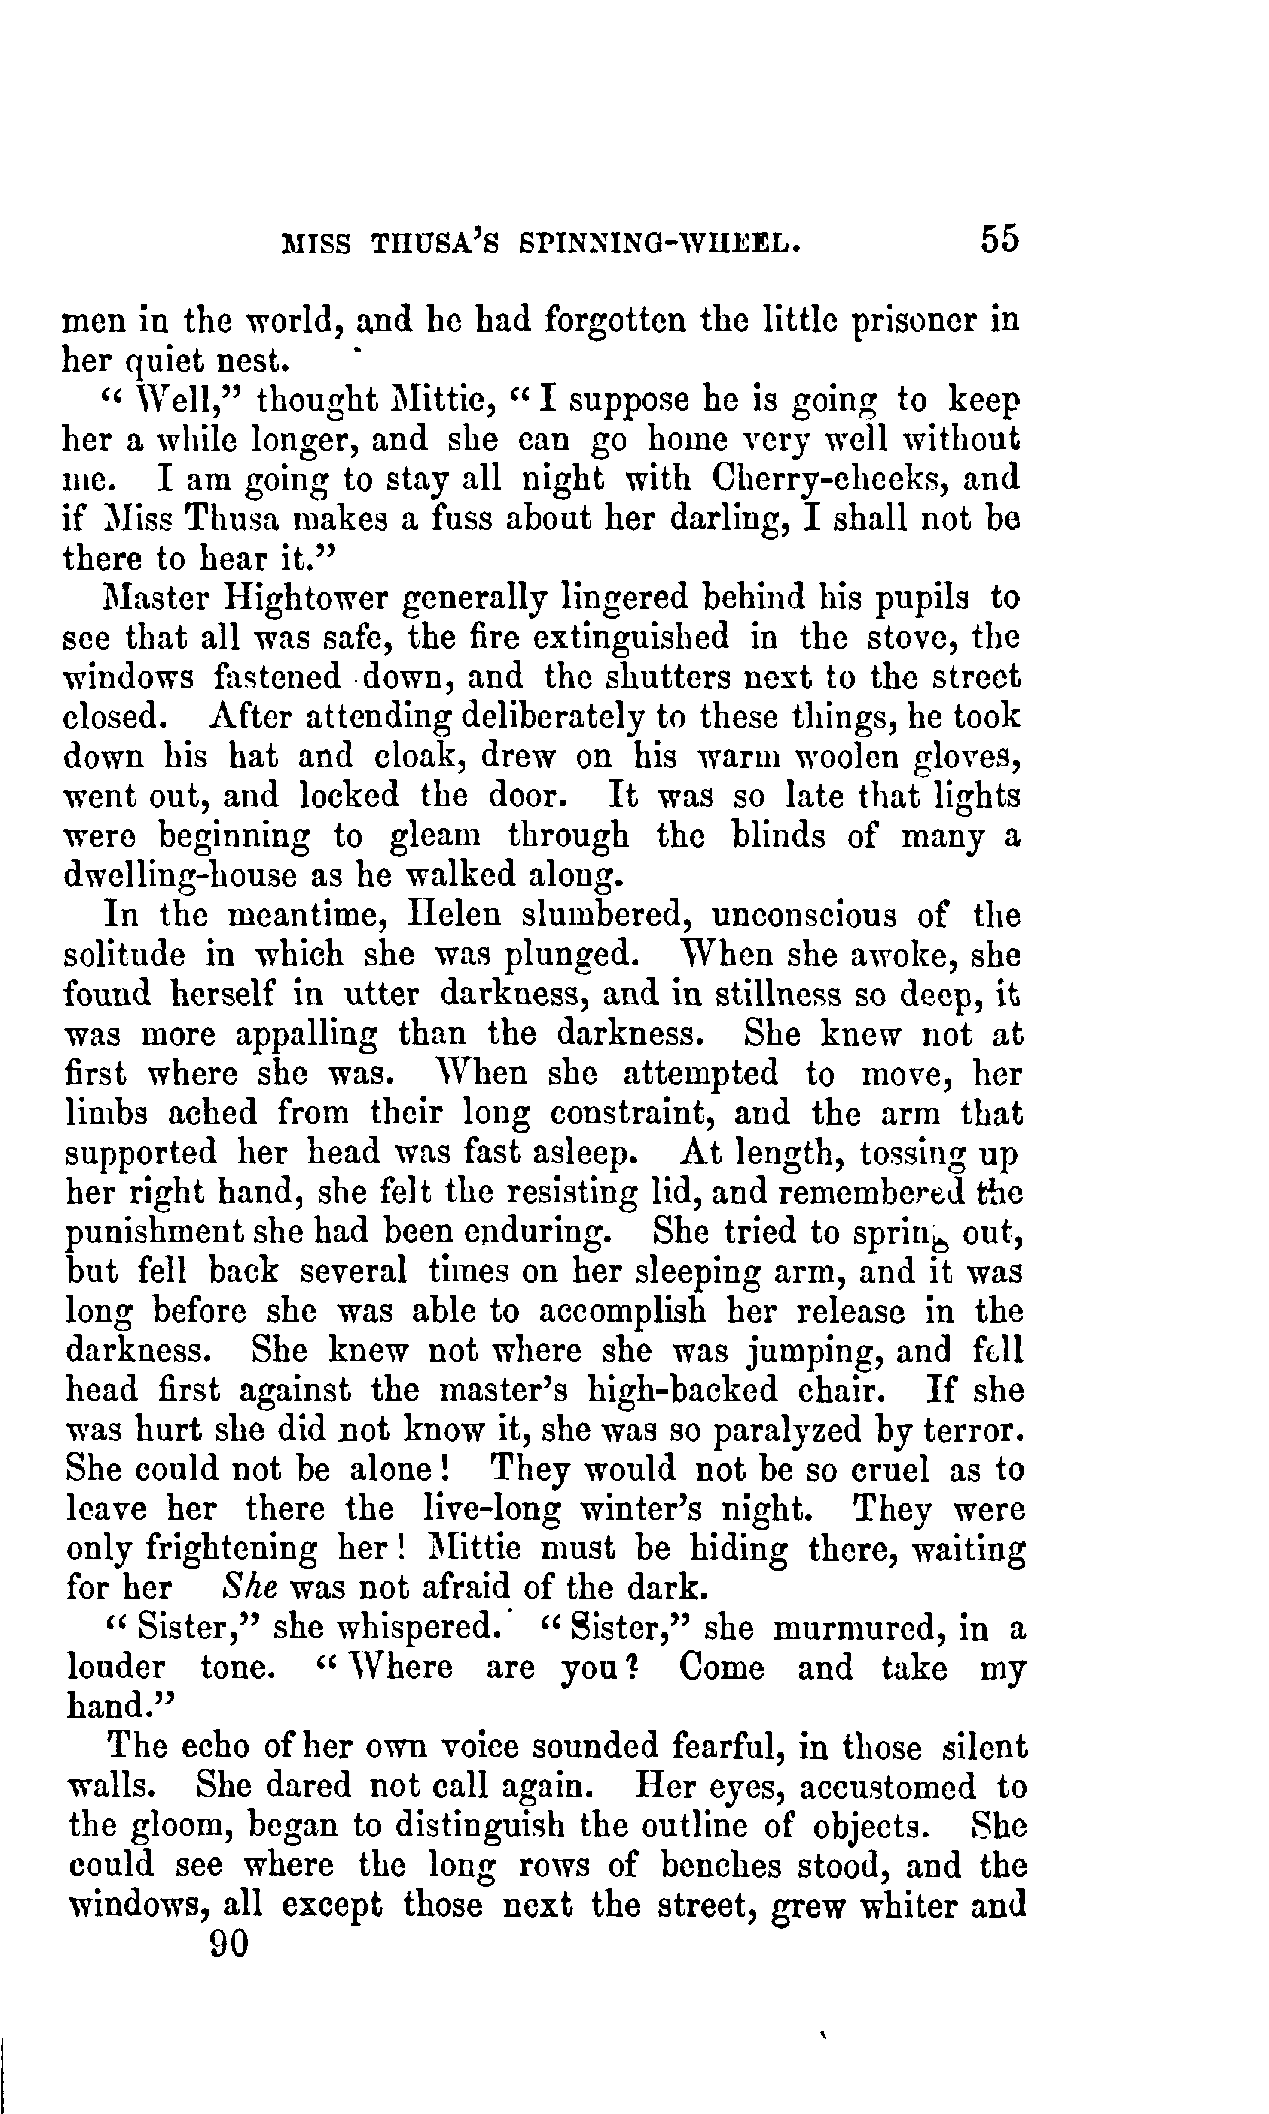 MISS THUSA'S SPINNING-WHEEL. 55
men in the world, and he had forgotten the little prisoner in
her quiet nest.
"Well," thought Mittie, "I suppose he is going to keep
her a while longer, and she can go home very well without
me. I am going to stay all night with Cherry-cheeks, and
if Miss Thusa makes a fuss about her darling, I shall not be
there to hear it."
Master Hightower generally lingered behind his pupils to
see that all was safe, the fire extinguished in the stove, the
windows fastened down, and the shutters next to the street
closed. After attending deliberately to these things, he took
down his hat and cloak, drew on his warm woolen gloves,
went out, and locked the door. It was so late that lights
were beginning to gleam through the blinds of many a
dwelling-house as he walked along.
In the meantime, Helen slumbered, unconscious of the
solitude in which she was plunged. When she awoke, she
found herself in utter darkness, and in stillness so deep, it
was more appalling than the darkness. She knew not at
first where she was. When she attempted to move, her
limbs ached from their long constraint, and the arm that
supported her head was fast asleep. At length, tossing up
her right hand, she felt the resisting lid, and remembered the
punishment she had been enduring. She tried to spring out,
but fell back several times on her sleeping arm, and it was
long before she was able to accomplish her release in the
darkness. She knew not where she was jumping, and fell
head first against the master's high-backed chair. If she
was hurt she did not know it, she was so paralyzed by terror.
She could not be alone! They would not be so cruel as to
leave her there the live-long winter's night. They were
only frightening her! Mittie must be hiding there, waiting
for her She was not afraid of the dark.
"Sister," she whispered. "Sister," she murmured, in a
louder tone. "Where are you? Come and take my
hand."
The echo of her own voice sounded fearful, in those silent
walls. She dared not call again. Her eyes, accustomed to
the gloom, began to distinguish the outline of objects. She
could see where the long rows of benches stood, and the
windows, all except those next the street, grew whiter and
90